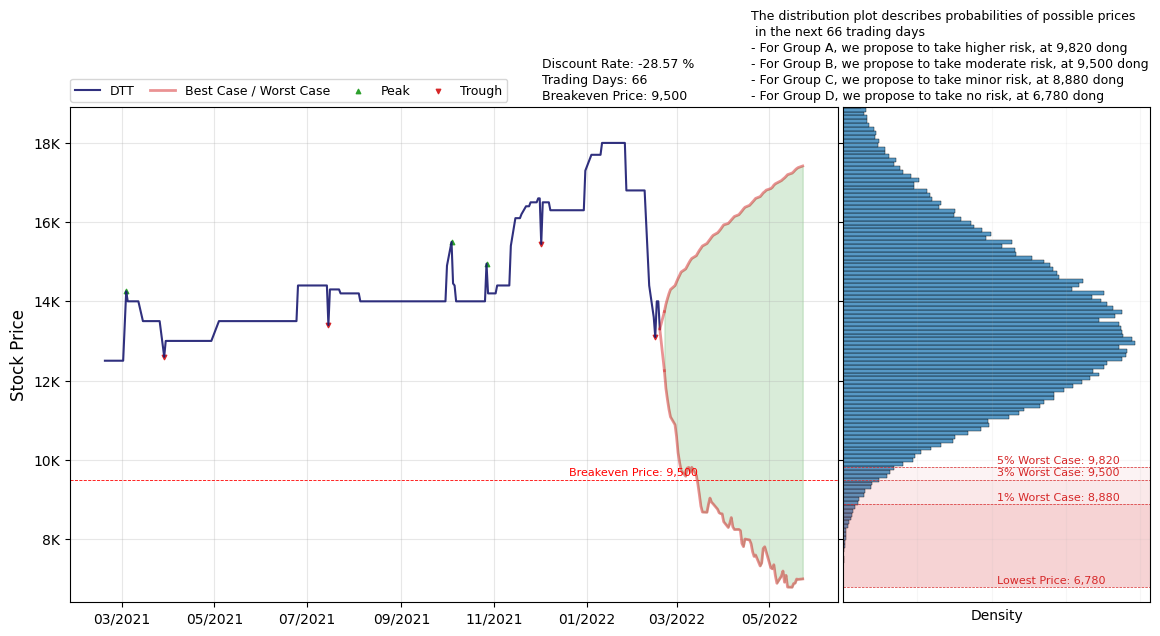 The distribution plot describes probabilities of possible prices
in the next 66 trading days
- For Group A, we propose to take higher risk, at 9,820 dong
- For Group B, we propose to take moderate risk, at 9,500 dong
- For Group C, we propose to take minor risk, at 8,880 dong
- For Group D, we propose to take no risk, at 6,780 dong
Discount Rate: -28.57 %
Trading Days: 66
Breakeven Price: 9,500
DTT
Best Case / Worst Case
Peak
Trough
Stock Price
18K
16K
14K
12K
10K
8K
Breakeven Price: 9,500
5% Worst Case: 9,820
3% Worst Case: 9,500
1% Worst Case: 8,880
Lowest Price: 6,780
03/2021
05/2021
07/2021
09/2021
11/2021
01/2022
03/2022
05/2022
Density